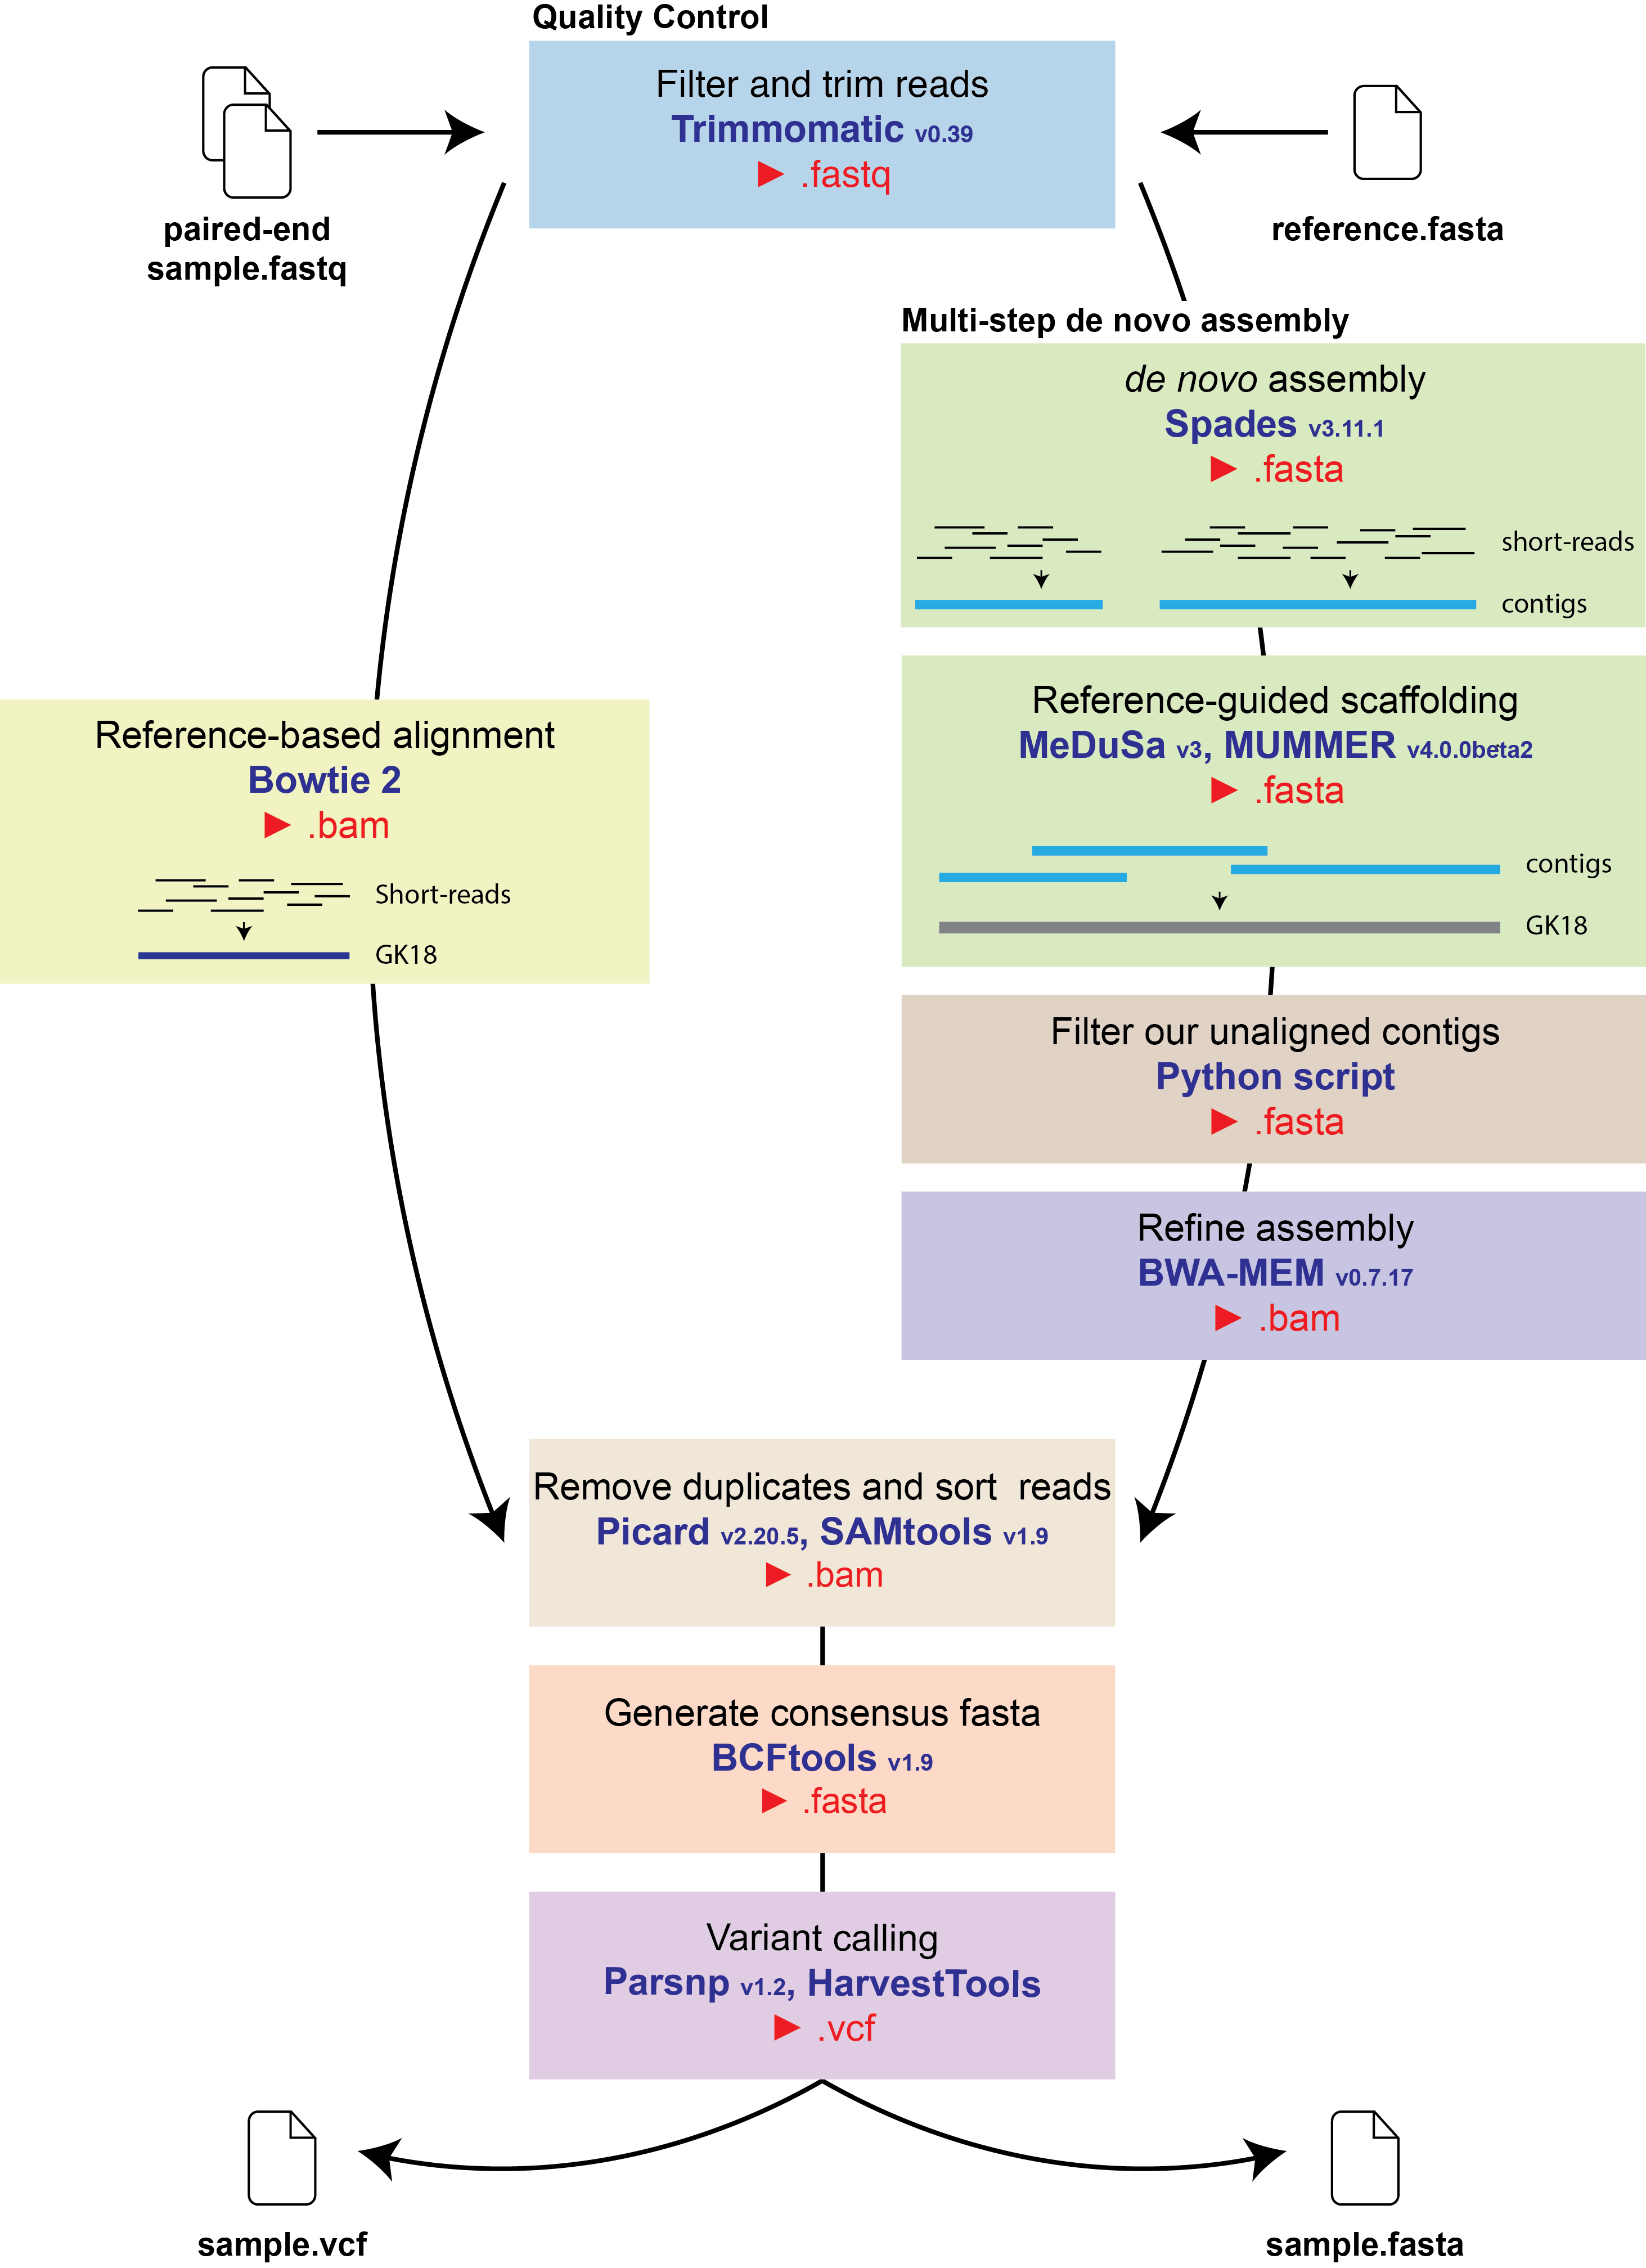 Quality Control
Filter and trim reads
Trimmomatic v0.39
► .fastq
paired-end
sample.fastq
reference.fasta
Multi-step de novo assembly
de novo assembly
Spades v3.11.1
► .fasta
short-reads
contigs
Reference-guided scaffolding
MeDuSa v3, MUMMER v4.0.0beta2
► .fasta
contigs
GK18
Reference-based alignment
Bowtie 2
► .bam
Short-reads
GK18
Filter our unaligned contigs
Python script
► .fasta
Refine assembly
BWA-MEM v0.7.17
► .bam
Remove duplicates and sort reads
Picard v2.20.5, SAMtools v1.9
► .bam
Generate consensus fasta
BCFtools v1.9
► .fasta
Variant calling
Parsnp v1.2, HarvestTools
► .vcf
sample.vcf
sample.fasta